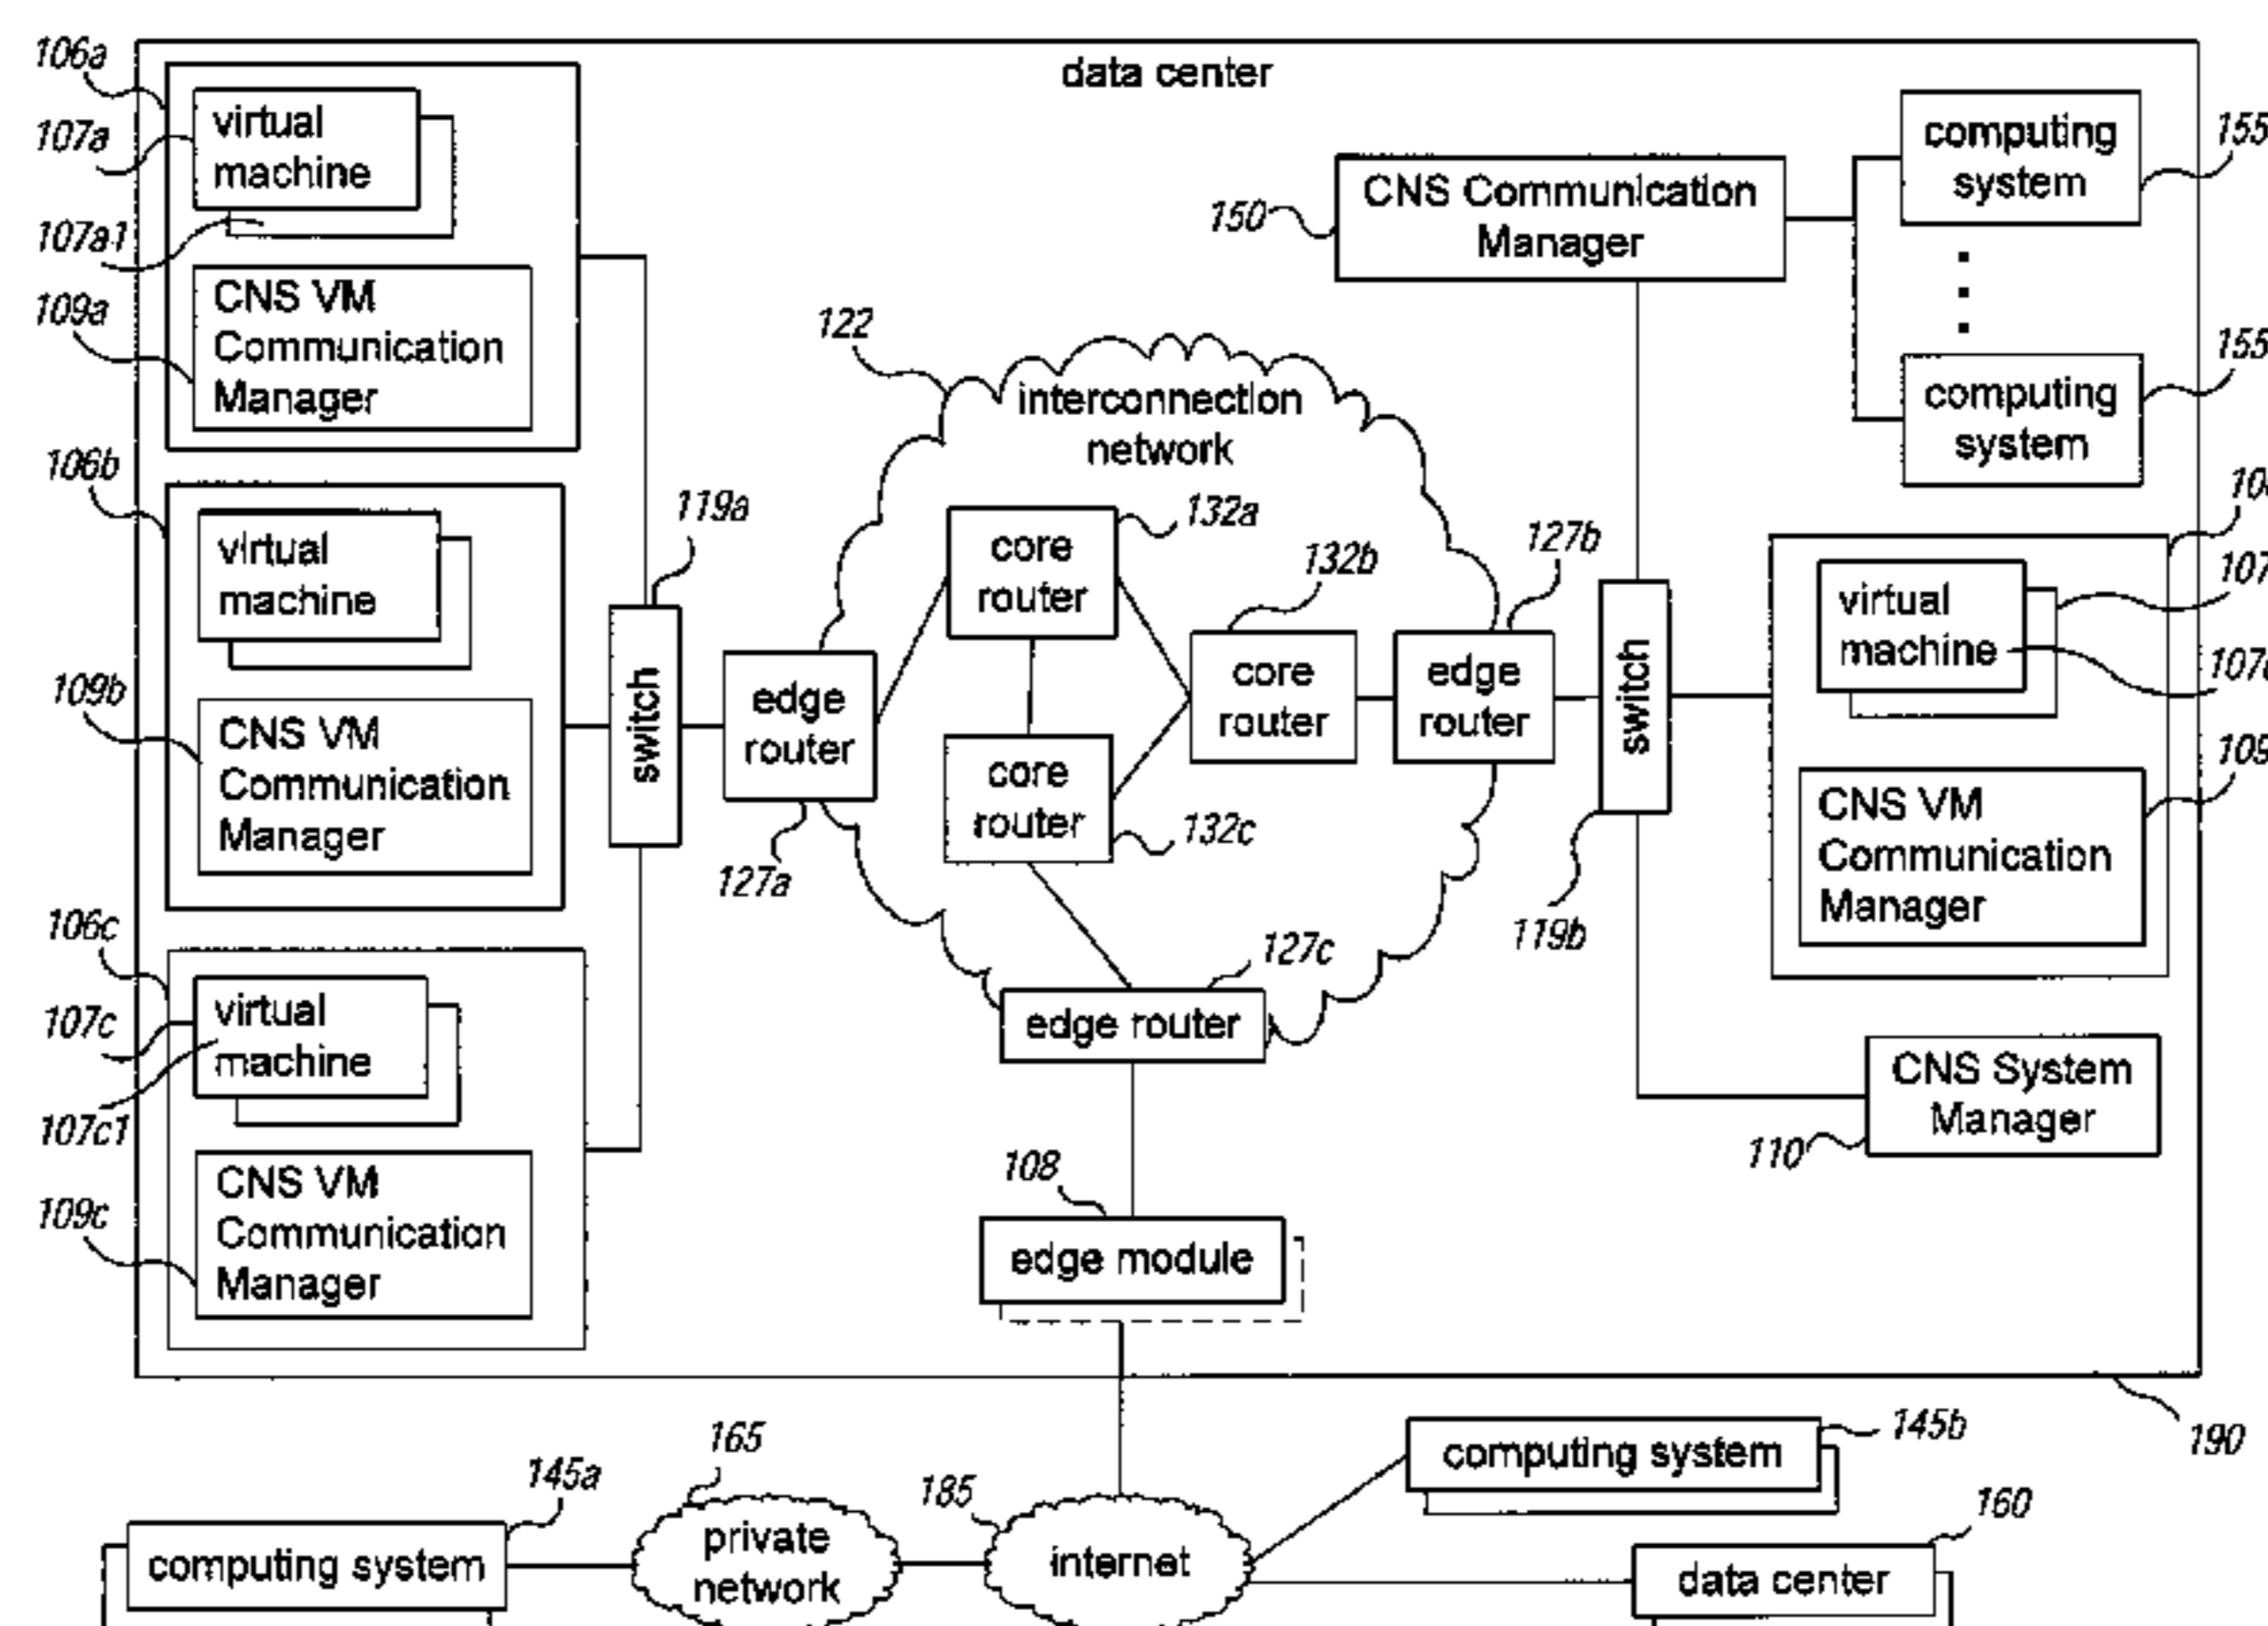 data center
106a
virtual
machine
107a
107a1
CNS VM
Communication
Manager
109a
106b
virtual
machine
CNS VM
Communication
Manager
109b
106c
virtual
machine
107c
107c1
CNS VM
Communication
Manager
109c
119a
switch
122
interconnection
network
edge
router
127a
core
router
132a
core
router
132b
core
router
132c
edge
router
127b
edge router
127c
switch
119b
150
CNS Communication
Manager
computing
system
155
computing
system
155
virtual
machine
107
CNS VM
Communication
Manager
109
CNS System
Manager
110
108
edge module
190
145a
computing system
165
private
network
185
internet
computing system
145b
160
data center